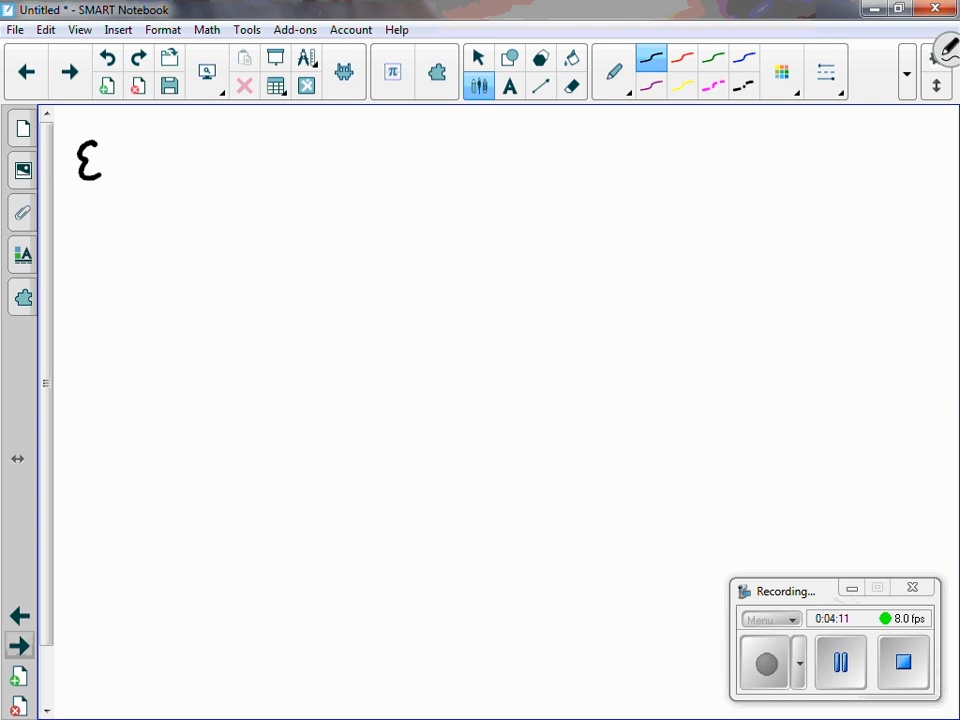 Untitled * - SMART Notebook
File Edit View Insert Format Math Tools Add-ons Account Help
π
A
A
ε
Recording...
Menu
0:04:11
8.0 fps